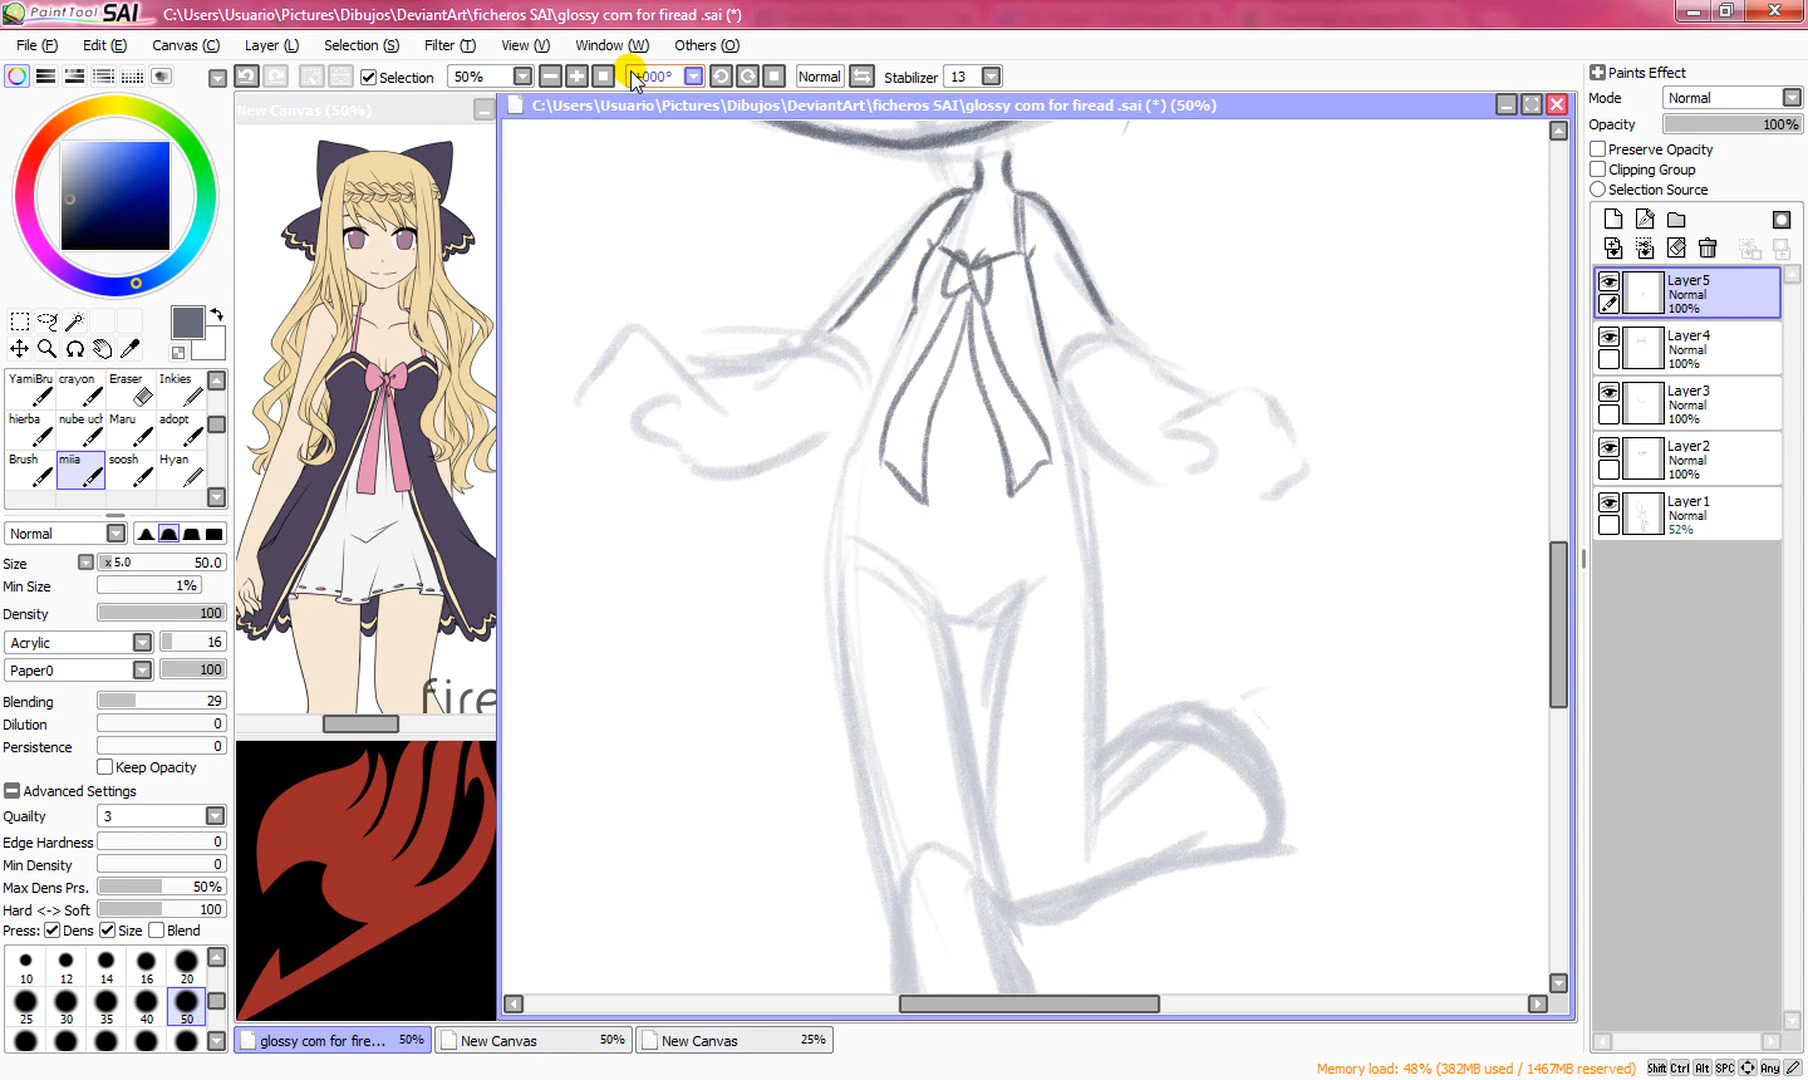 PaintTool SAI C:\Users\Usuario\Pictures\Dibujos\DeviantArt\ficheros SAI\glossy com for firead .sai (*)
File (F) Edit (E) Canvas (C) Layer (L) Selection (S) Filter (T) View (V) Window (W) Others (O)
Selection 50% 000° Normal Stabilizer 13
New Canvas (50%)
C:\Users\Usuario\Pictures\Dibujos\DeviantArt\ficheros SAI\glossy com for firead .sai (*) (50%)
Paints Effect
Mode Normal
Opacity 100%
Preserve Opacity
Clipping Group
Selection Source
Layer5
Normal
100%
Layer4
Normal
100%
Layer3
Normal
100%
Layer2
Normal
100%
Layer1
Normal
52%
YamiBru crayon Eraser Inkies
hierba nube uch Maru adopt
Brush miia soosh Hyan
Normal
Size x 5.0 50.0
Min Size 1%
Density 100
Acrylic 16
Paper0 100
Blending 29
Dilution 0
Persistence 0
Keep Opacity
Advanced Settings
Quailty 3
Edge Hardness 0
Min Density 0
Max Dens Prs. 50%
Hard <-> Soft 100
Press: Dens Size Blend
10 12 14 16 20
25 30 35 40 50
fire
glossy com for fire... 50% New Canvas 50% New Canvas 25%
Memory load: 48% (382MB used / 1467MB reserved) Shift Ctrl Alt SPC Any